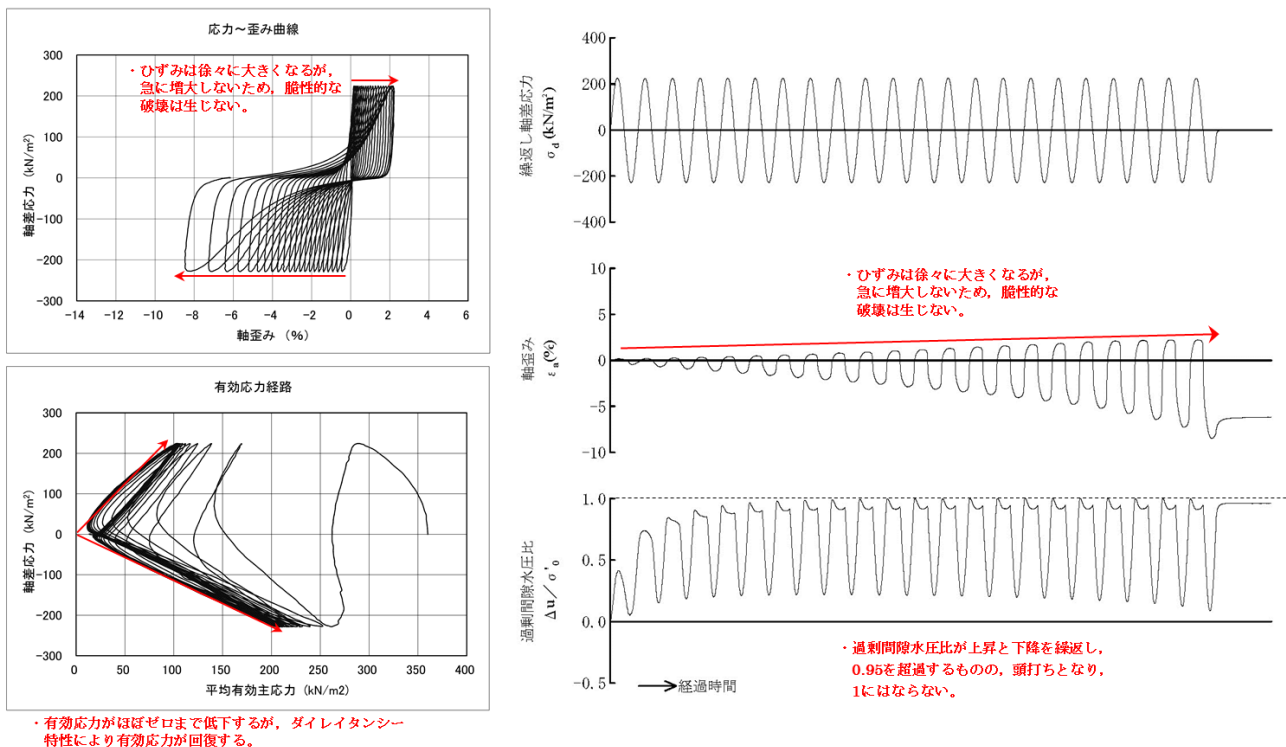 応力～歪み曲線
・ひずみは徐々に大きくなるが,
急に増大しないため, 脆性的な
破壊は生じない。
軸差応力 (kN/m²)
300
200
100
0
-100
-200
-300
-14 -12 -10 -8 -6 -4 -2 0 2 4 6
軸歪み (%)
有効応力経路
軸差応力 (kN/m²)
300
200
100
0
-100
-200
-300
0 50 100 150 200 250 300 350 400
平均有効主応力 (kN/m2)
・有効応力がほぼゼロまで低下するが, ダイレイタンシー
特性により有効応力が回復する。
繰返し軸差応力
σd (kN/m²)
400
200
0
-200
-400
軸歪み
εa(%)
10
5
0
-5
-10
・ひずみは徐々に大きくなるが,
急に増大しないため, 脆性的な
破壊は生じない。
過剰間隙水圧比
Δu／σ'0
1.0
0.5
0.0
-0.5
経過時間
・過剰間隙水圧比が上昇と下降を繰返し,
0.95を超過するものの, 頭打ちとなり,
1にはならない。